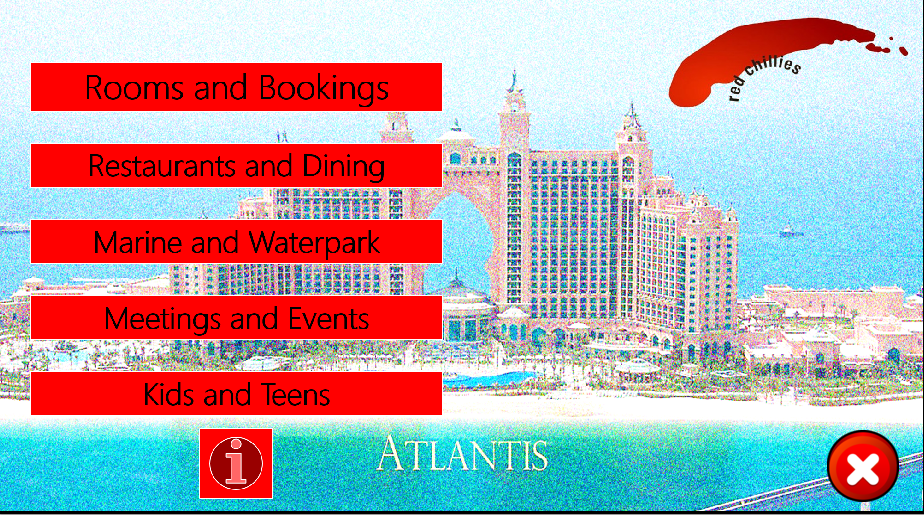 red chillies
Rooms and Bookings
Restaurants and Dining
Marine and Waterpark
Meetings and Events
Kids and Teens
i
ATLANTIS